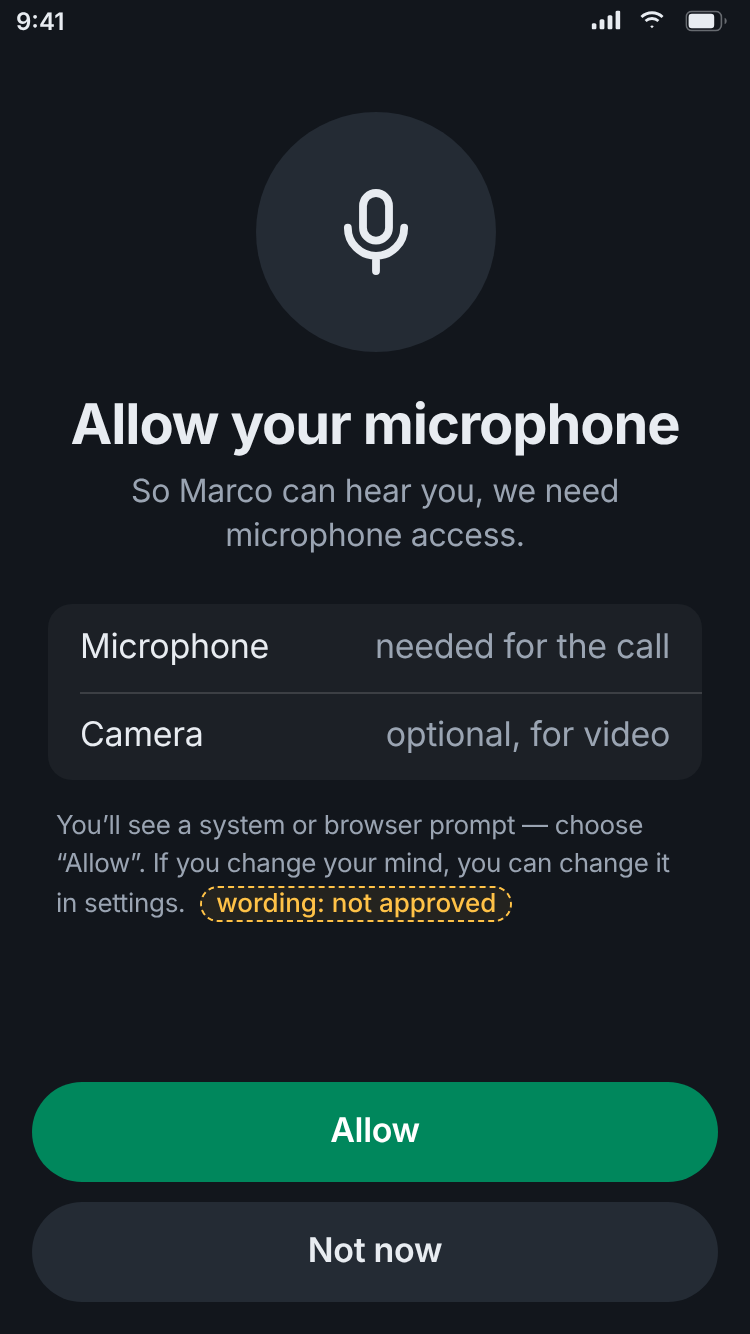 9:41
Allow your microphone
So Marco can hear you, we need
microphone access.
Microphone needed for the call
Camera optional, for video
You’ll see a system or browser prompt — choose
“Allow”. If you change your mind, you can change it
in settings. wording: not approved
Allow
Not now